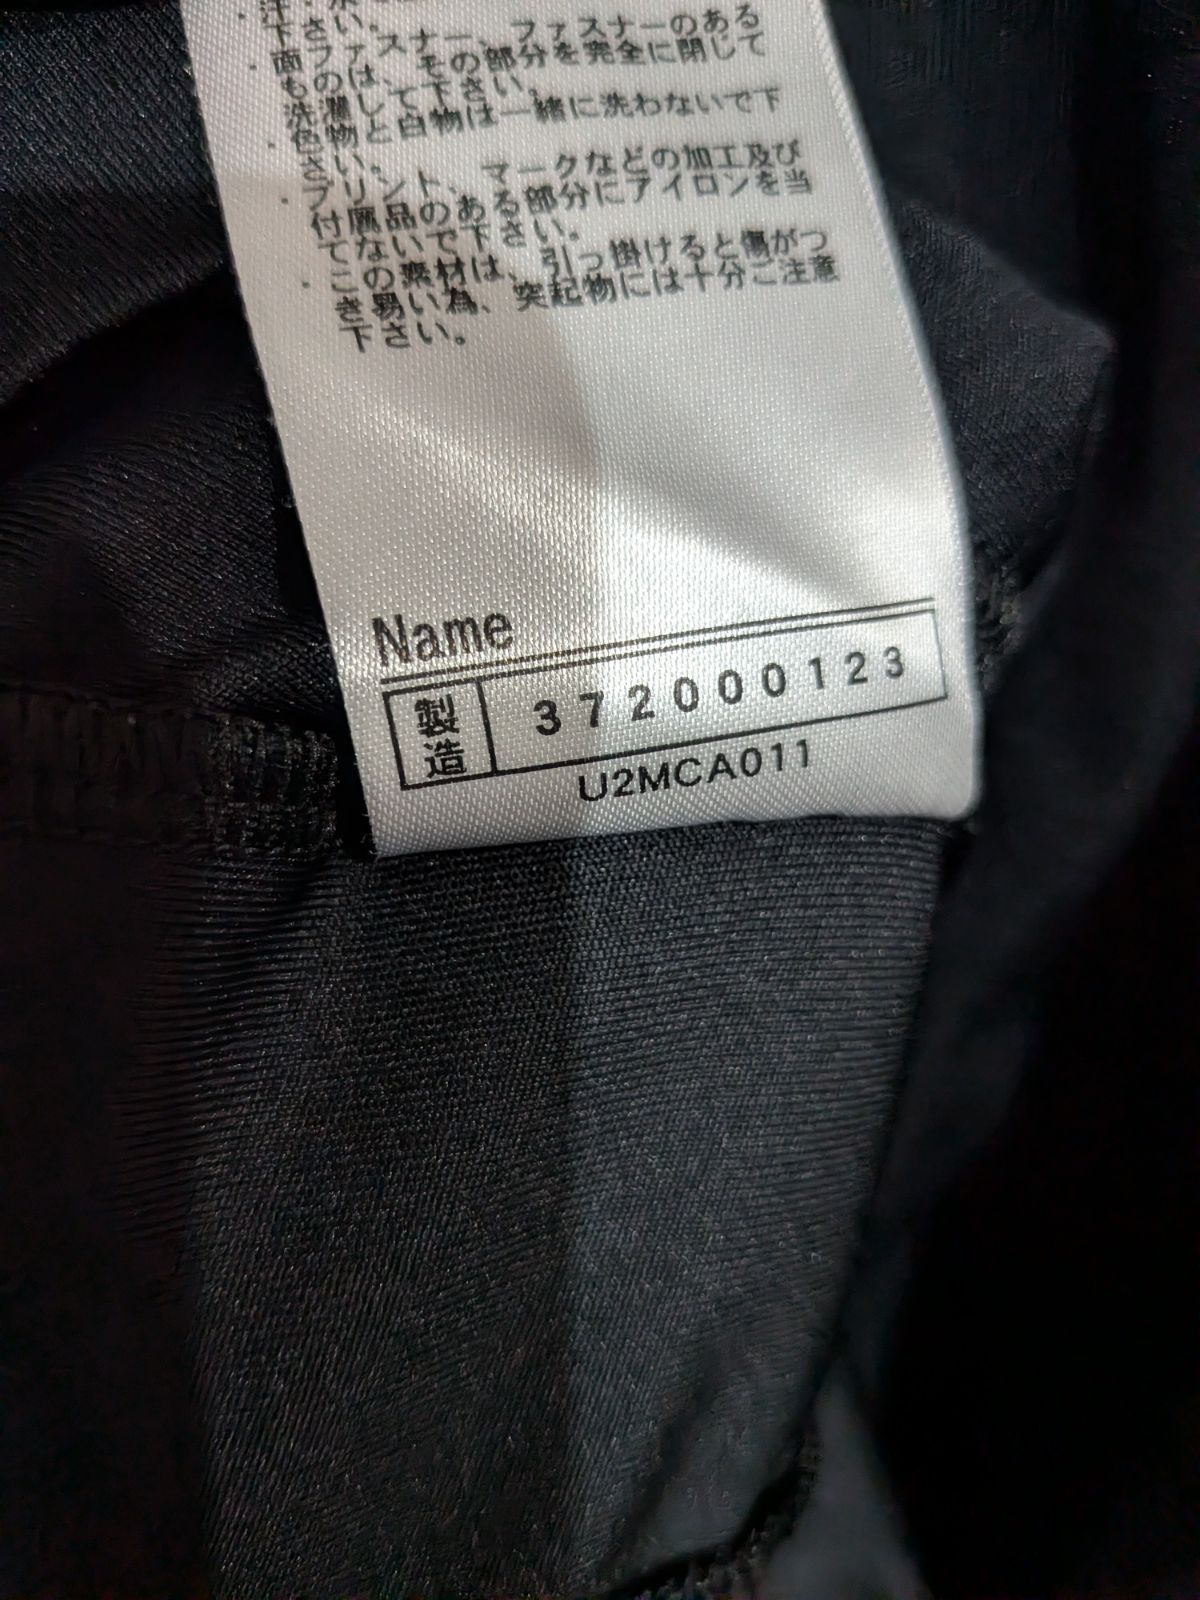 下さい。
・面ファスナー、ファスナーのある
ものは、その部分を完全に閉じて
洗濯して下さい。
・色物と白物は一緒に洗わないで下
さい。
・プリント、マークなどの加工及び
付属品のある部分にアイロンを当
てないで下さい。
・この素材は、引っ掛けると傷がつ
き易い為、突起物には十分ご注意
下さい。
Name
製造 372000123
U2MCA011